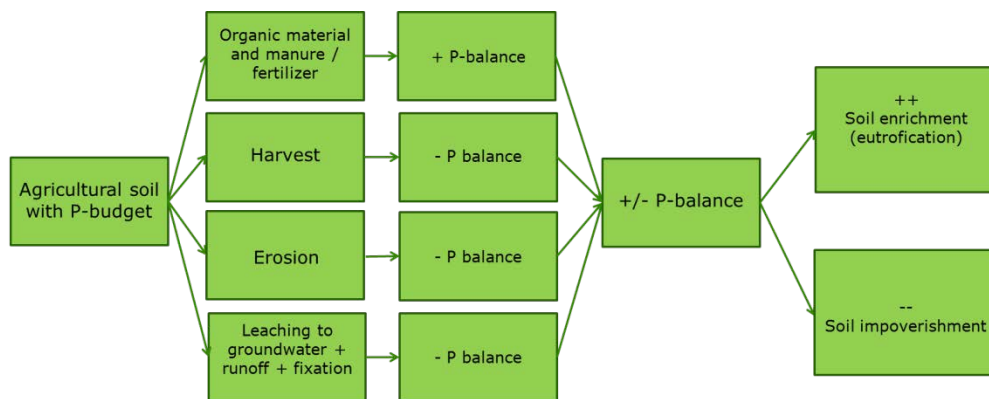 Agricultural soil
with P-budget
Organic material
and manure /
fertilizer
+ P-balance
Harvest
- P balance
Erosion
- P balance
Leaching to
groundwater +
runoff + fixation
- P balance
+/- P-balance
++
Soil enrichment
(eutrofication)
--
Soil impoverishment